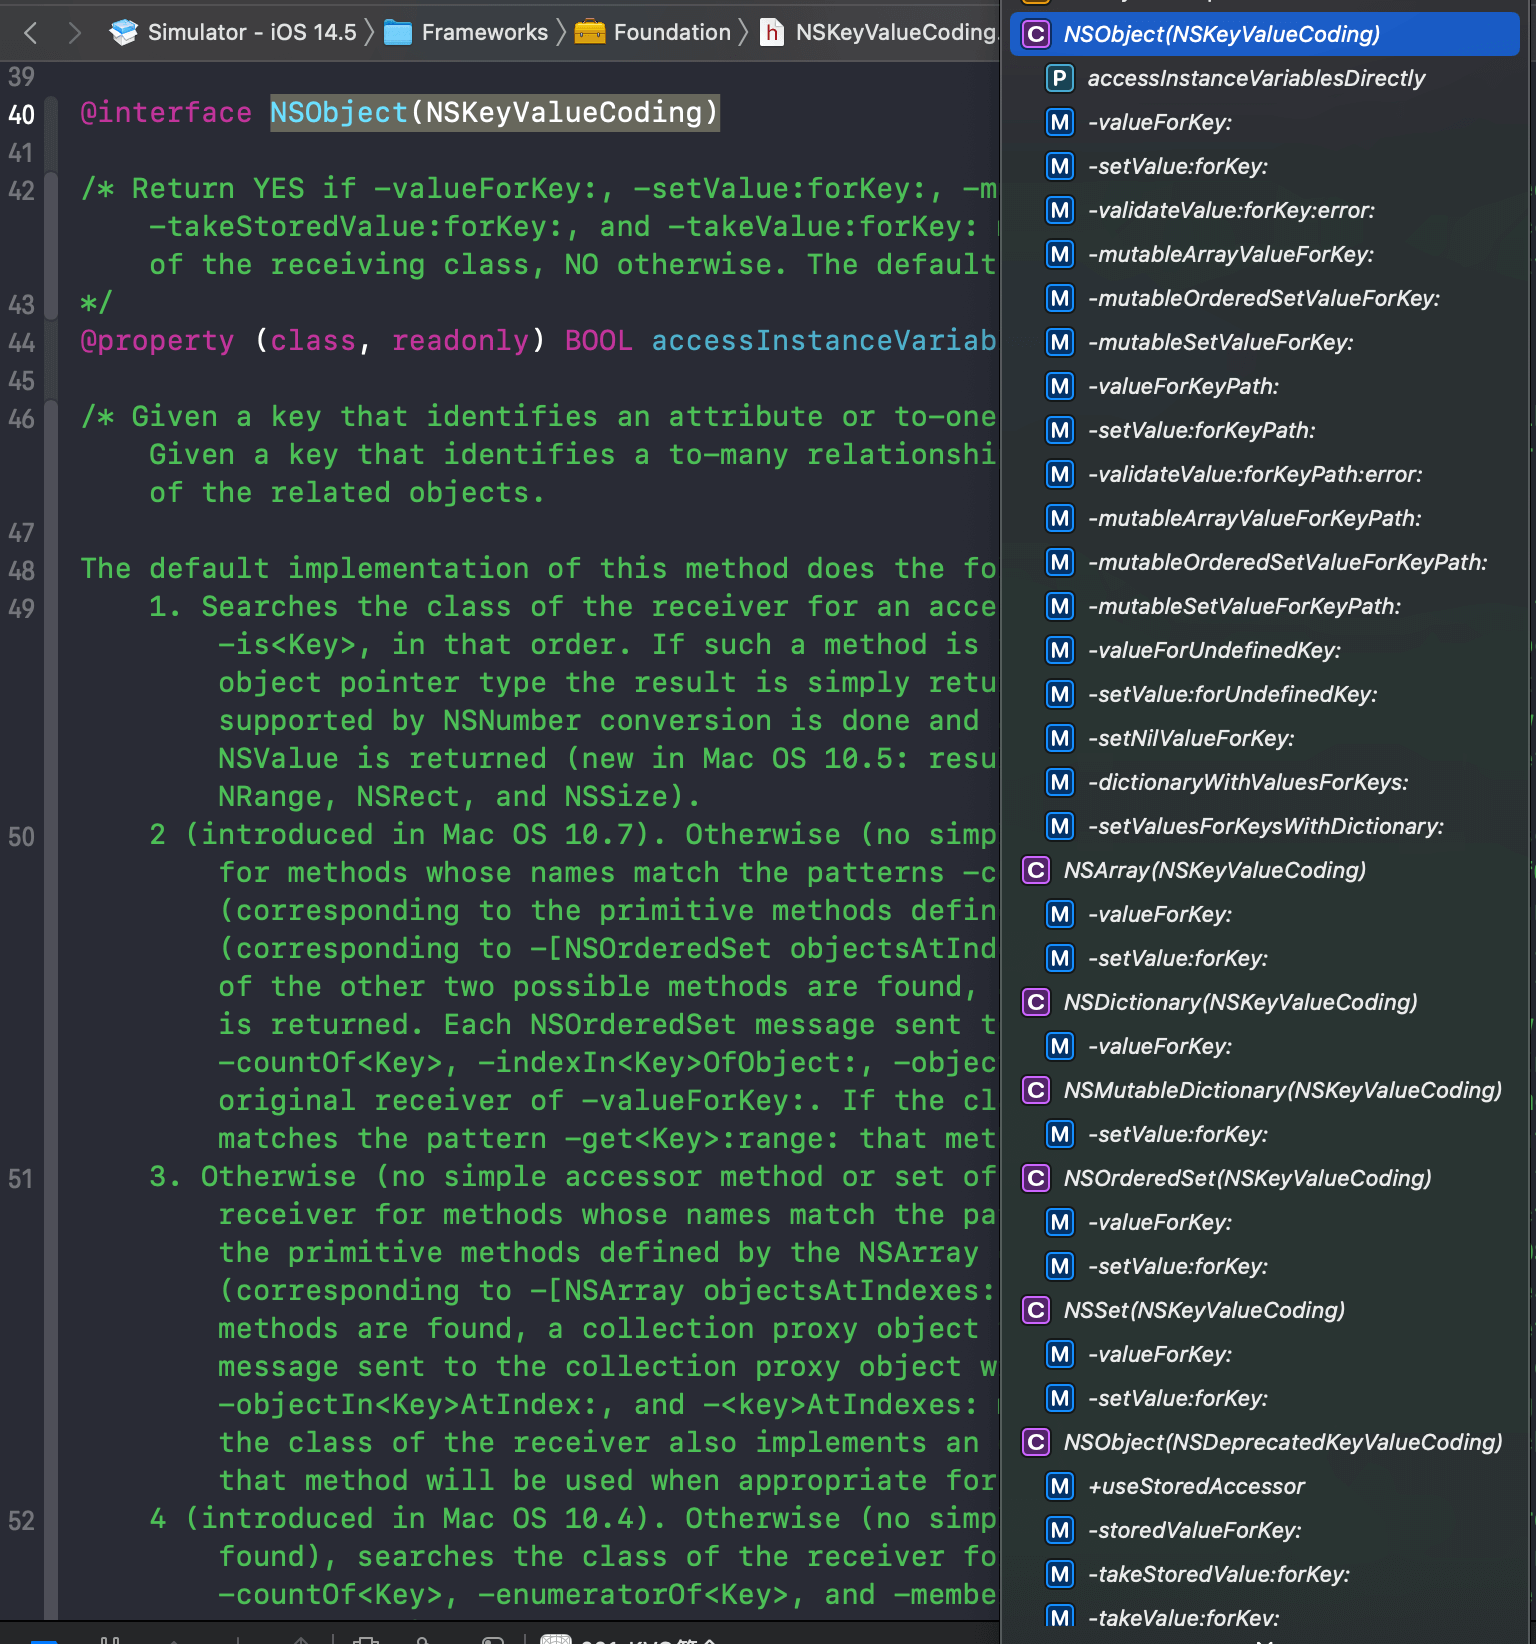 Simulator - iOS 14.5 Frameworks Foundation h NSKeyValueCoding.
39
40 @interface NSObject(NSKeyValueCoding)
41
42 /* Return YES if -valueForKey:, -setValue:forKey:, -m
-takeStoredValue:forKey:, and -takeValue:forKey:
of the receiving class, NO otherwise. The default
43 */
44 @property (class, readonly) BOOL accessInstanceVariab
45
46 /* Given a key that identifies an attribute or to-one
Given a key that identifies a to-many relationshi
of the related objects.
47
48 The default implementation of this method does the fo
49 1. Searches the class of the receiver for an acce
-is<Key>, in that order. If such a method is
object pointer type the result is simply retu
supported by NSNumber conversion is done and
NSValue is returned (new in Mac OS 10.5: resu
NRange, NSRect, and NSSize).
50 2 (introduced in Mac OS 10.7). Otherwise (no simp
for methods whose names match the patterns -c
(corresponding to the primitive methods defin
(corresponding to -[NSOrderedSet objectsAtInd
of the other two possible methods are found,
is returned. Each NSOrderedSet message sent t
-countOf<Key>, -indexIn<Key>OfObject:, -objec
original receiver of -valueForKey:. If the cl
matches the pattern -get<Key>:range: that met
51 3. Otherwise (no simple accessor method or set of
receiver for methods whose names match the pa
the primitive methods defined by the NSArray
(corresponding to -[NSArray objectsAtIndexes:
methods are found, a collection proxy object
message sent to the collection proxy object w
-objectIn<Key>AtIndex:, and -<key>AtIndexes:
the class of the receiver also implements an
that method will be used when appropriate for
52 4 (introduced in Mac OS 10.4). Otherwise (no simp
found), searches the class of the receiver fo
-countOf<Key>, -enumeratorOf<Key>, and -membe
C NSObject(NSKeyValueCoding)
P accessInstanceVariablesDirectly
M -valueForKey:
M -setValue:forKey:
M -validateValue:forKey:error:
M -mutableArrayValueForKey:
M -mutableOrderedSetValueForKey:
M -mutableSetValueForKey:
M -valueForKeyPath:
M -setValue:forKeyPath:
M -validateValue:forKeyPath:error:
M -mutableArrayValueForKeyPath:
M -mutableOrderedSetValueForKeyPath:
M -mutableSetValueForKeyPath:
M -valueForUndefinedKey:
M -setValue:forUndefinedKey:
M -setNilValueForKey:
M -dictionaryWithValuesForKeys:
M -setValuesForKeysWithDictionary:
C NSArray(NSKeyValueCoding)
M -valueForKey:
M -setValue:forKey:
C NSDictionary(NSKeyValueCoding)
M -valueForKey:
C NSMutableDictionary(NSKeyValueCoding)
M -setValue:forKey:
C NSOrderedSet(NSKeyValueCoding)
M -valueForKey:
M -setValue:forKey:
C NSSet(NSKeyValueCoding)
M -valueForKey:
M -setValue:forKey:
C NSObject(NSDeprecatedKeyValueCoding)
M +useStoredAccessor
M -storedValueForKey:
M -takeStoredValue:forKey:
M -takeValue:forKey: